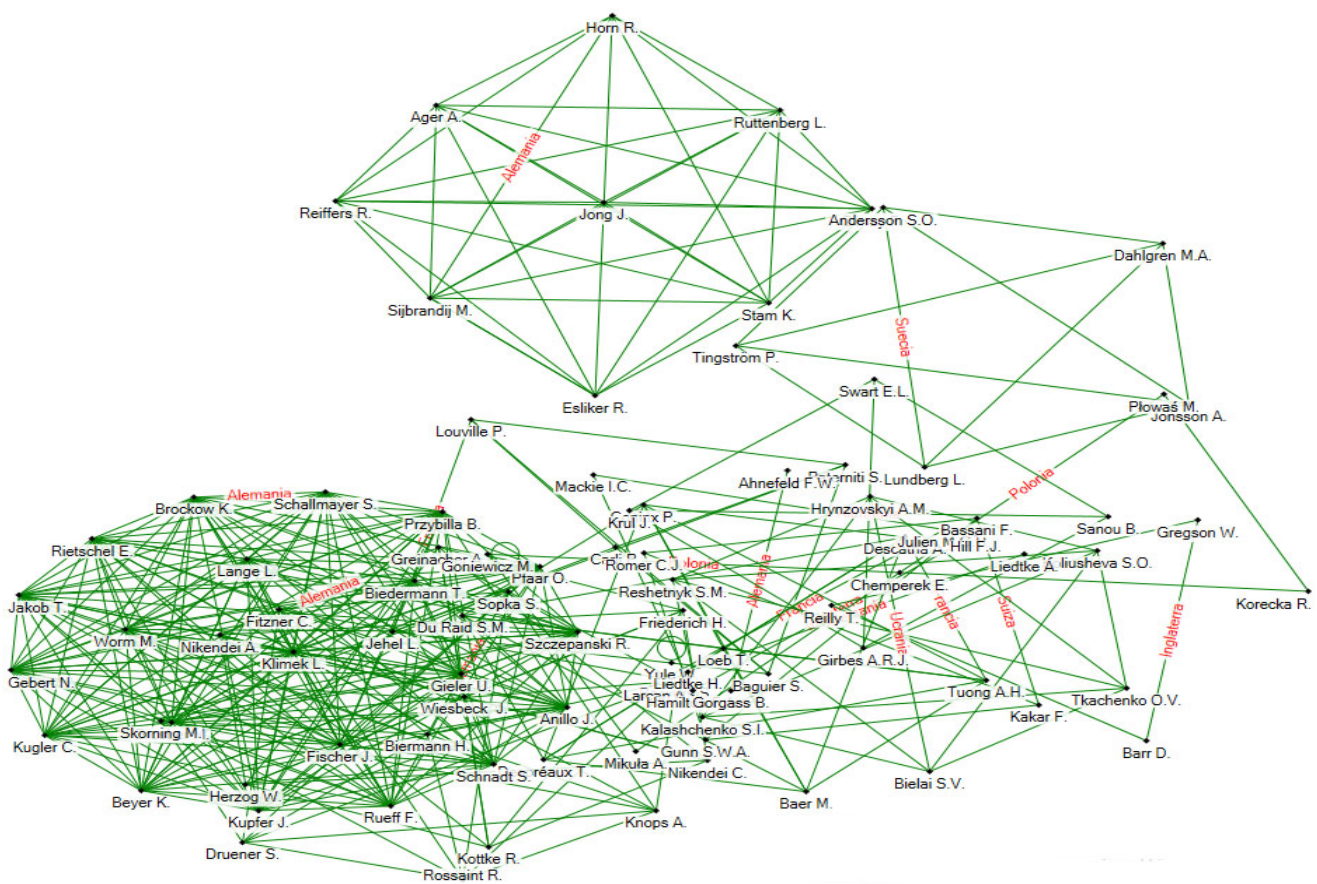 Horn R.
Ager A.
Ruttenberg L.
Alemania
Reiffers R.
Jong J.
Andersson S.O.
Dahlgren M.A.
Sijbrandij M.
Stam K.
Suecia
Tingström P.
Swart E.L.
Esliker R.
Płowaś M.
Jonsson A.
Louville P.
Lundberg L.
Polonia
Mackie I.C.
Ahnefeld F.W.
Alemania
Brockow K.
Schallmayer S.
Przybilla B.
Krul J.
Hrynzovskyi A.M.
Bassani F.
Sanou B.
Gregson W.
Rietschel E.
Greinacher A.
Goniewicz M.
Julien M.
Hill F.J.
Lange L.
Pfaar O.
Römer C.J.
Liedtke A.
Jakob T.
Alemania
Biedermann T.
Sopka S.
Reshetnyk S.M.
Alemania
Francia
Chemperek E.
Suiza
Korecka R.
Fitzner C.
Du Raid S.M.
Friederich H.
Reilly T.
Ucrania
Inglaterra
Worm M.
Nikendei A.
Jehel L.
Szczepanski R.
Klimek L.
Loeb T.
Girbes A.R.J.
Gebert N.
Gieler U.
Yule W.
Liedtke H.
Baguier S.
Tuong A.H.
Tkachenko O.V.
Wiesbeck J.
Gorgass B.
Kakar F.
Skorning M.
Anillo J.
Kalashchenko S.I.
Kugler C.
Fischer J.
Biermann H.
Gunn S.W.A.
Barr D.
Schnadt S.
Mikuła A.
Nikendei C.
Bielai S.V.
Beyer K.
Herzog W.
Baer M.
Kupfer J.
Rueff F.
Knops A.
Druener S.
Kottke R.
Rossaint R.